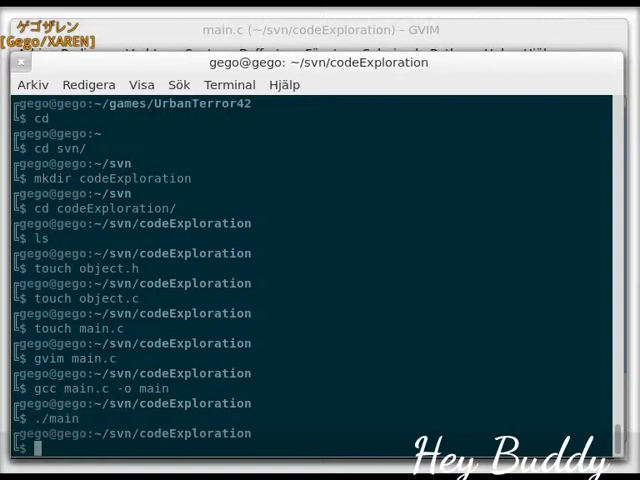 ゲゴザレン
[Gego/XAREN]
main.c (~/svn/codeExploration) - GVIM
gego@gego: ~/svn/codeExploration
Arkiv Redigera Visa Sök Terminal Hjälp
gego@gego:~/games/UrbanTerror42
$ cd
gego@gego:~
$ cd svn/
gego@gego:~/svn
$ mkdir codeExploration
gego@gego:~/svn
$ cd codeExploration/
gego@gego:~/svn/codeExploration
$ ls
gego@gego:~/svn/codeExploration
$ touch object.h
gego@gego:~/svn/codeExploration
$ touch object.c
gego@gego:~/svn/codeExploration
$ touch main.c
gego@gego:~/svn/codeExploration
$ gvim main.c
gego@gego:~/svn/codeExploration
$ gcc main.c -o main
gego@gego:~/svn/codeExploration
$ ./main
gego@gego:~/svn/codeExploration
$
Hey Buddy